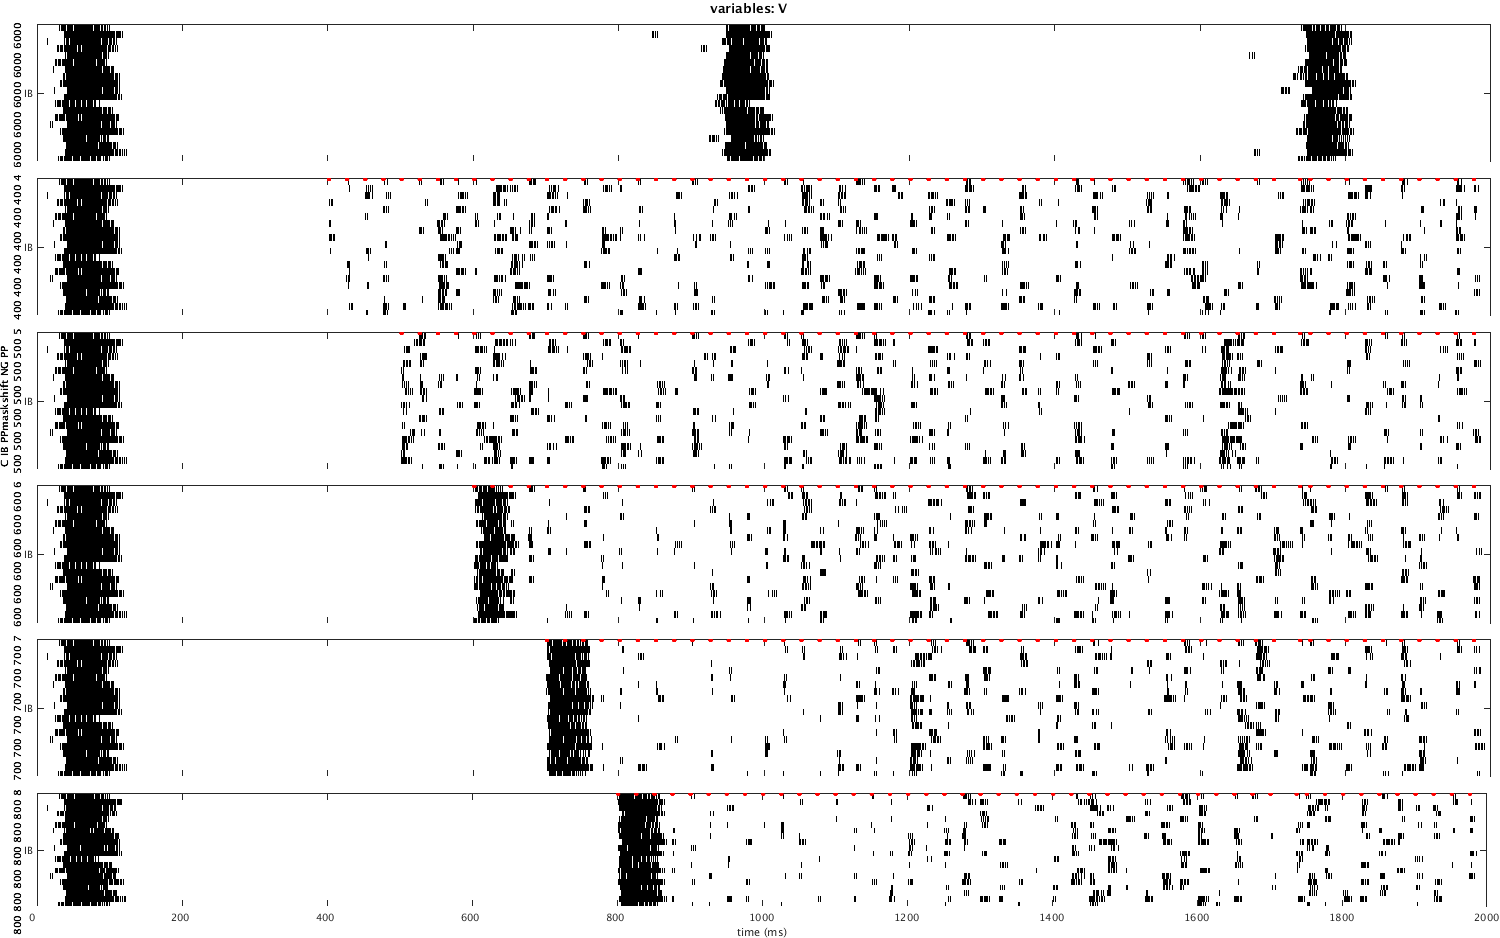 variables: V
6000 6000 6000 6000 6000
IB
400 400 400 400 400 4
IB
C IB PPmaskshift NG PP
500 500 500 500 500 5
IB
600 600 600 600 600 6
IB
700 700 700 700 700 7
IB
800 800 800 800 800 8
IB
0 200 400 600 800 1000 1200 1400 1600 1800 2000
time (ms)